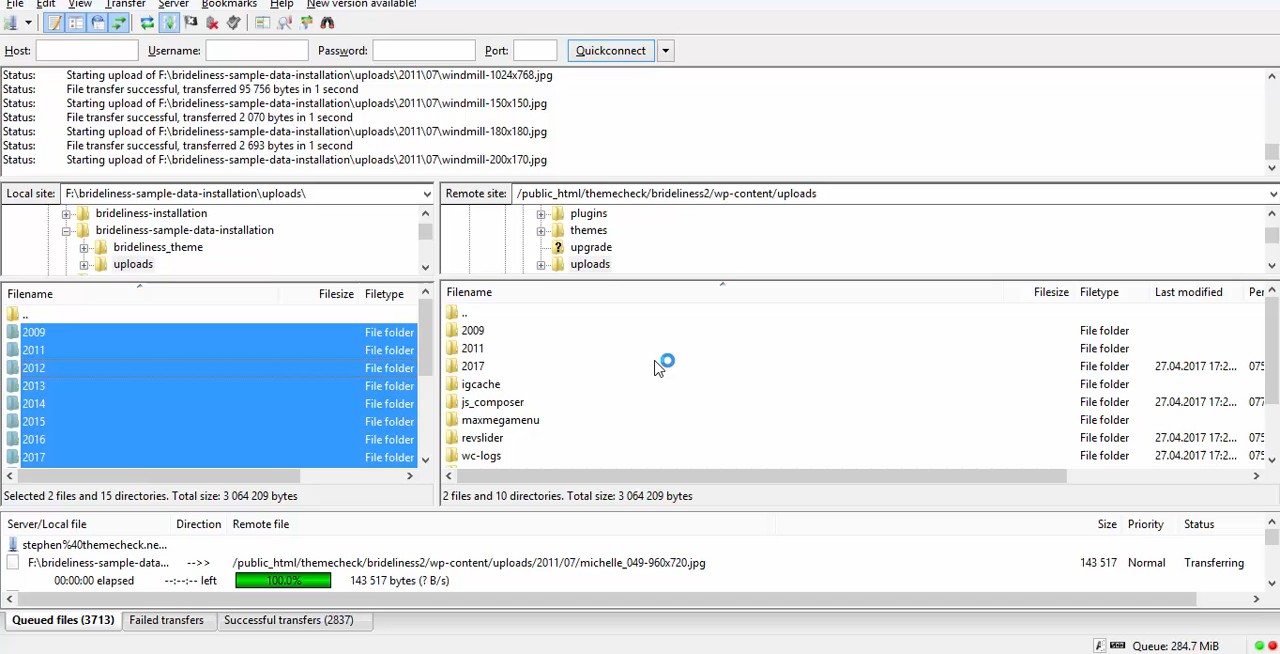 File Edit View Transfer Server Bookmarks Help New version available!
Host: Username: Password: Port: Quickconnect
Status: Starting upload of F:\brideliness-sample-data-installation\uploads\2011\07\windmill-1024x768.jpg
Status: File transfer successful, transferred 95 756 bytes in 1 second
Status: Starting upload of F:\brideliness-sample-data-installation\uploads\2011\07\windmill-150x150.jpg
Status: File transfer successful, transferred 2 070 bytes in 1 second
Status: Starting upload of F:\brideliness-sample-data-installation\uploads\2011\07\windmill-180x180.jpg
Status: File transfer successful, transferred 2 693 bytes in 1 second
Status: Starting upload of F:\brideliness-sample-data-installation\uploads\2011\07\windmill-200x170.jpg
Local site: F:\brideliness-sample-data-installation\uploads\
brideliness-installation
brideliness-sample-data-installation
brideliness_theme
uploads
Filename Filesize Filetype
..
2009 File folder
2011 File folder
2012 File folder
2013 File folder
2014 File folder
2015 File folder
2016 File folder
2017 File folder
Selected 2 files and 15 directories. Total size: 3 064 209 bytes
Remote site: /public_html/themecheck/brideliness2/wp-content/uploads
plugins
themes
? upgrade
uploads
Filename Filesize Filetype Last modified Per
..
2009 File folder
2011 File folder
2017 File folder 27.04.2017 17:2... 075
igcache File folder
js_composer File folder 27.04.2017 17:2... 077
maxmegamenu File folder
revslider File folder 27.04.2017 17:2... 075
wc-logs File folder 27.04.2017 17:2... 075
2 files and 10 directories. Total size: 3 064 209 bytes
Server/Local file Direction Remote file Size Priority Status
stephen%40themecheck.ne...
F:\brideliness-sample-data... -->> /public_html/themecheck/brideliness2/wp-content/uploads/2011/07/michelle_049-960x720.jpg 143 517 Normal Transferring
00:00:00 elapsed --:--:-- left 100.0% 143 517 bytes (? B/s)
Queued files (3713) Failed transfers Successful transfers (2837)
Queue: 284.7 MiB